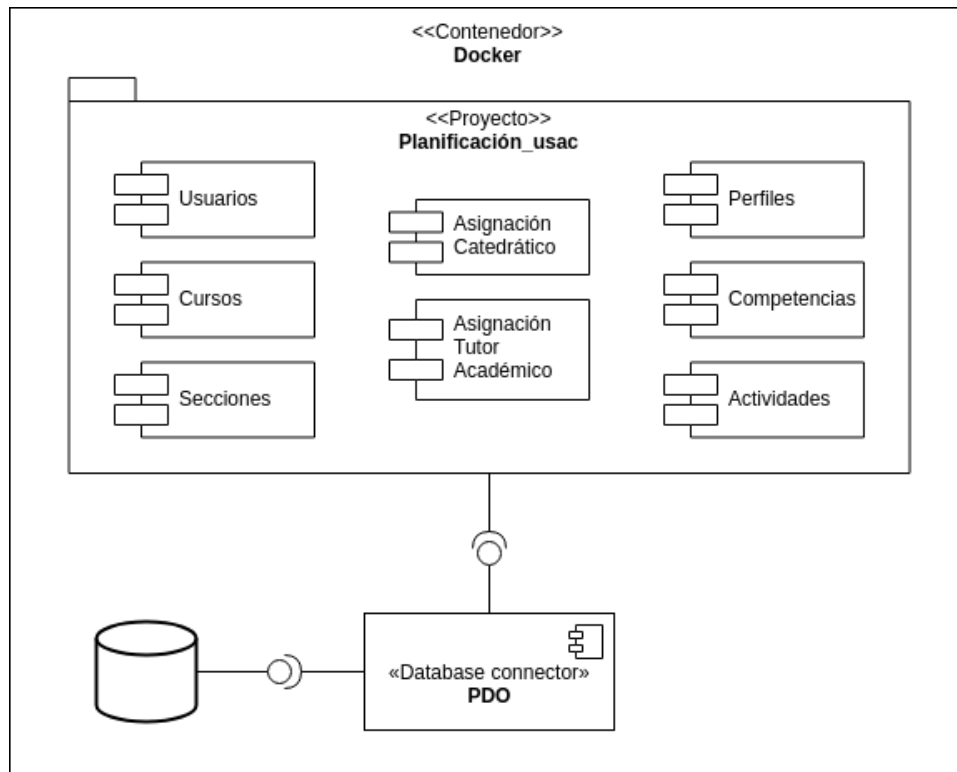 <<Contenedor>>
Docker
<<Proyecto>>
Planificación_usac
Usuarios
Cursos
Secciones
Asignación
Catedrático
Asignación
Tutor
Académico
Perfiles
Competencias
Actividades
«Database connector»
PDO